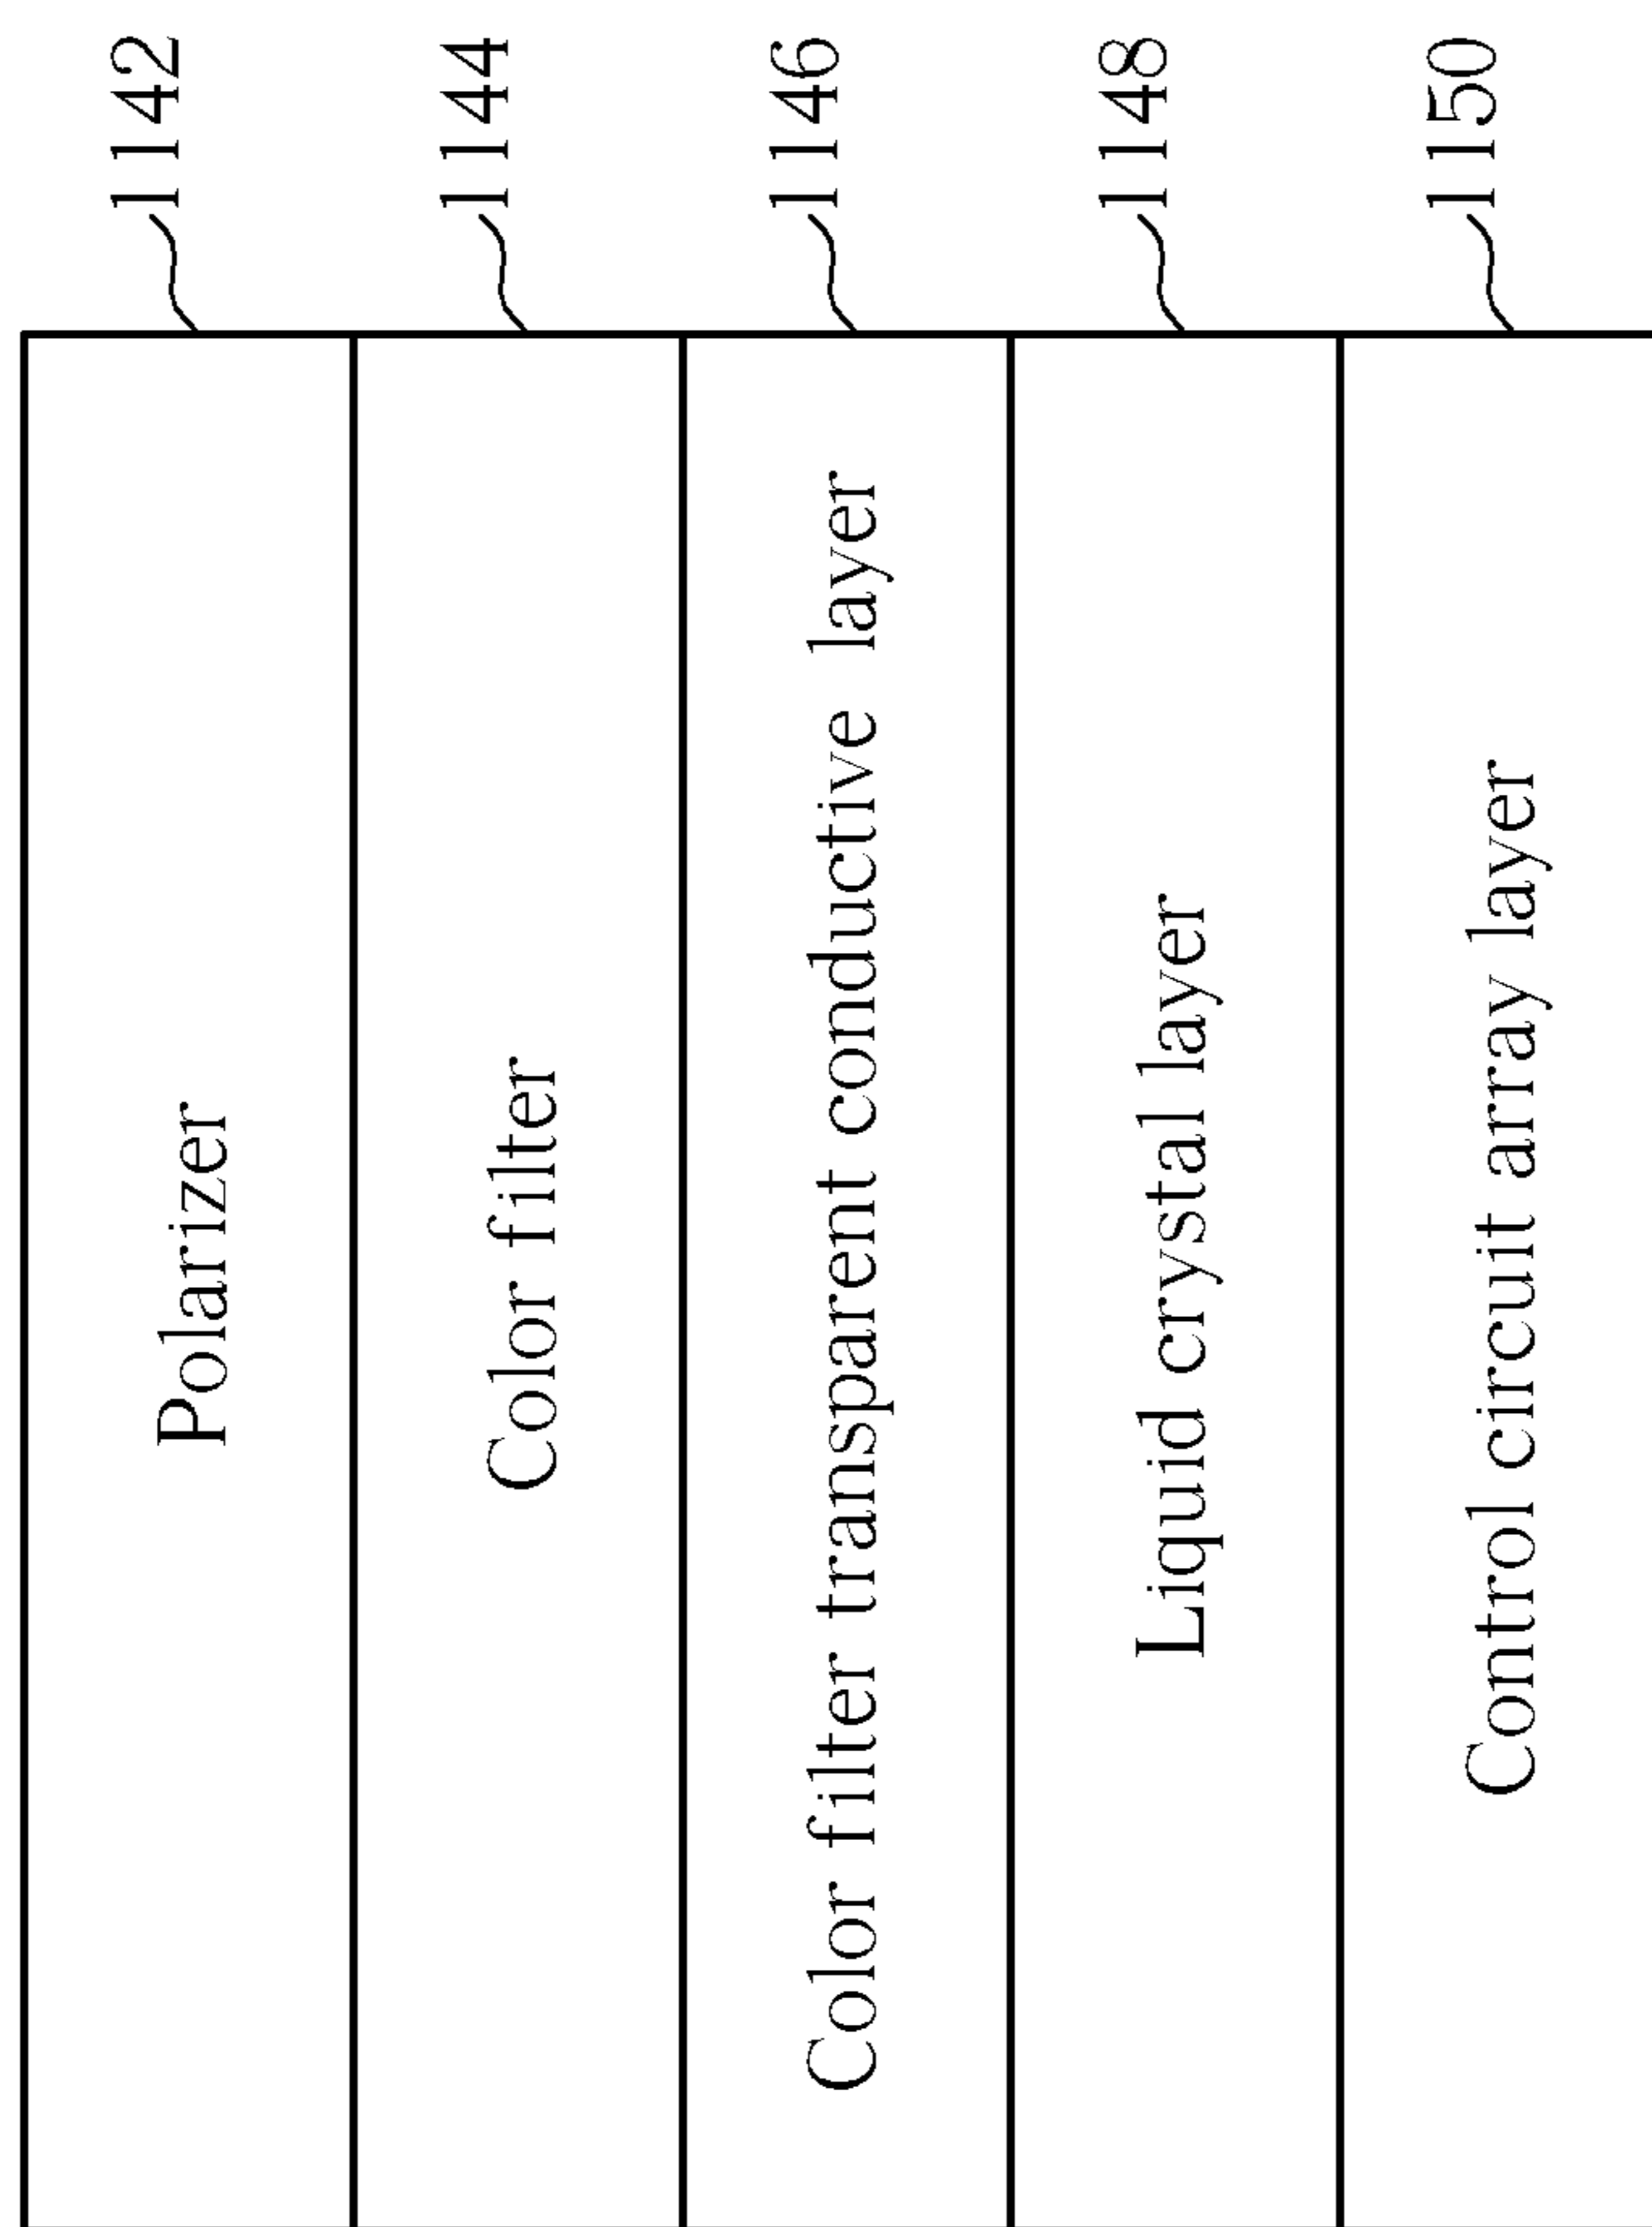 Polarizer 1142
Color filter 1144
Color filter transparent conductive layer 1146
Liquid crystal layer 1148
Control circuit array layer 1150